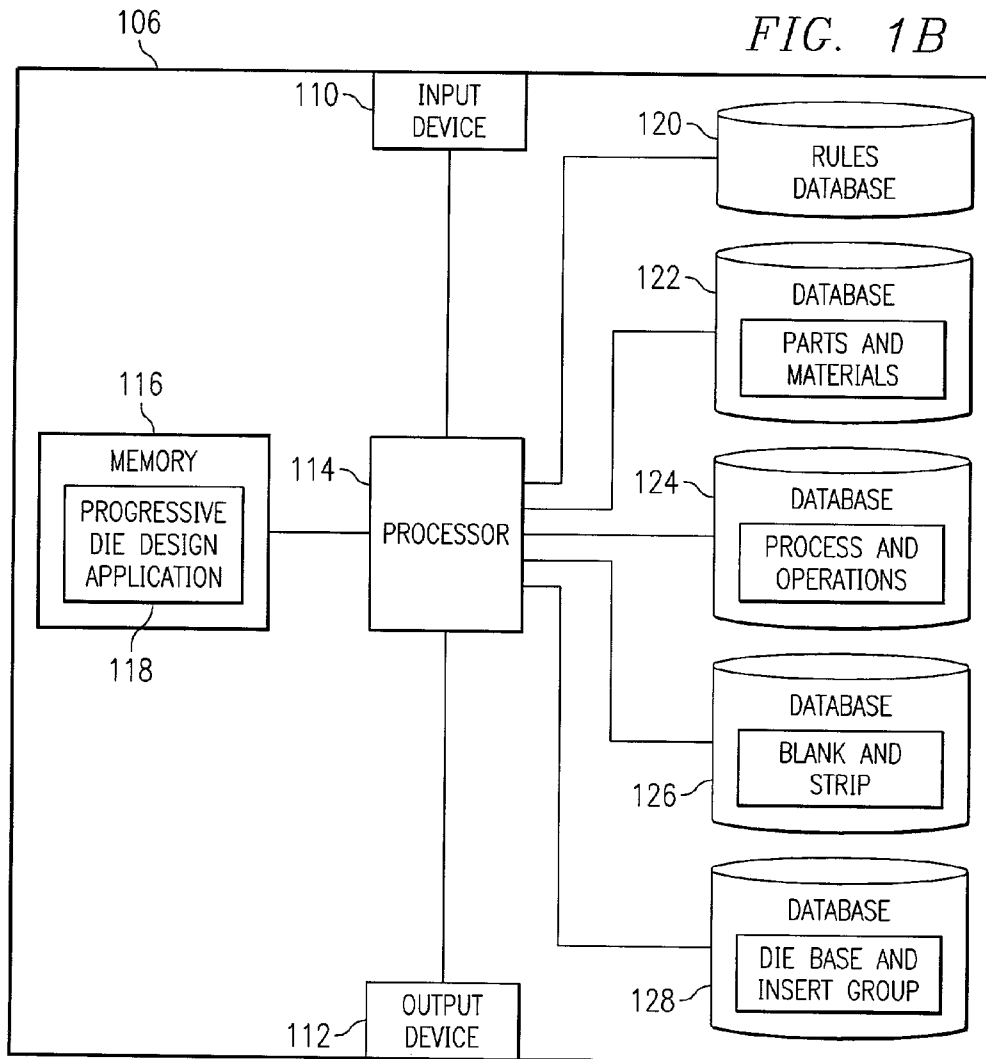 FIG. 1B
106
110
INPUT
DEVICE
120
RULES
DATABASE
122
DATABASE
PARTS AND
MATERIALS
116
MEMORY
PROGRESSIVE
DIE DESIGN
APPLICATION
118
114
PROCESSOR
124
DATABASE
PROCESS AND
OPERATIONS
DATABASE
BLANK AND
STRIP
126
DATABASE
DIE BASE AND
INSERT GROUP
128
112
OUTPUT
DEVICE